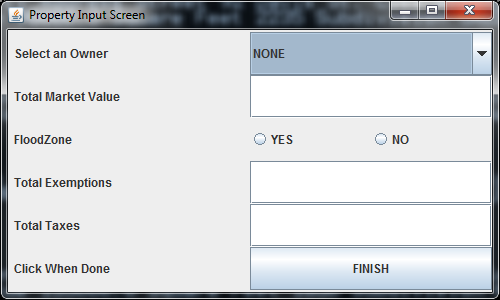 Property Input Screen
Select an Owner NONE
Total Market Value
FloodZone YES NO
Total Exemptions
Total Taxes
Click When Done FINISH